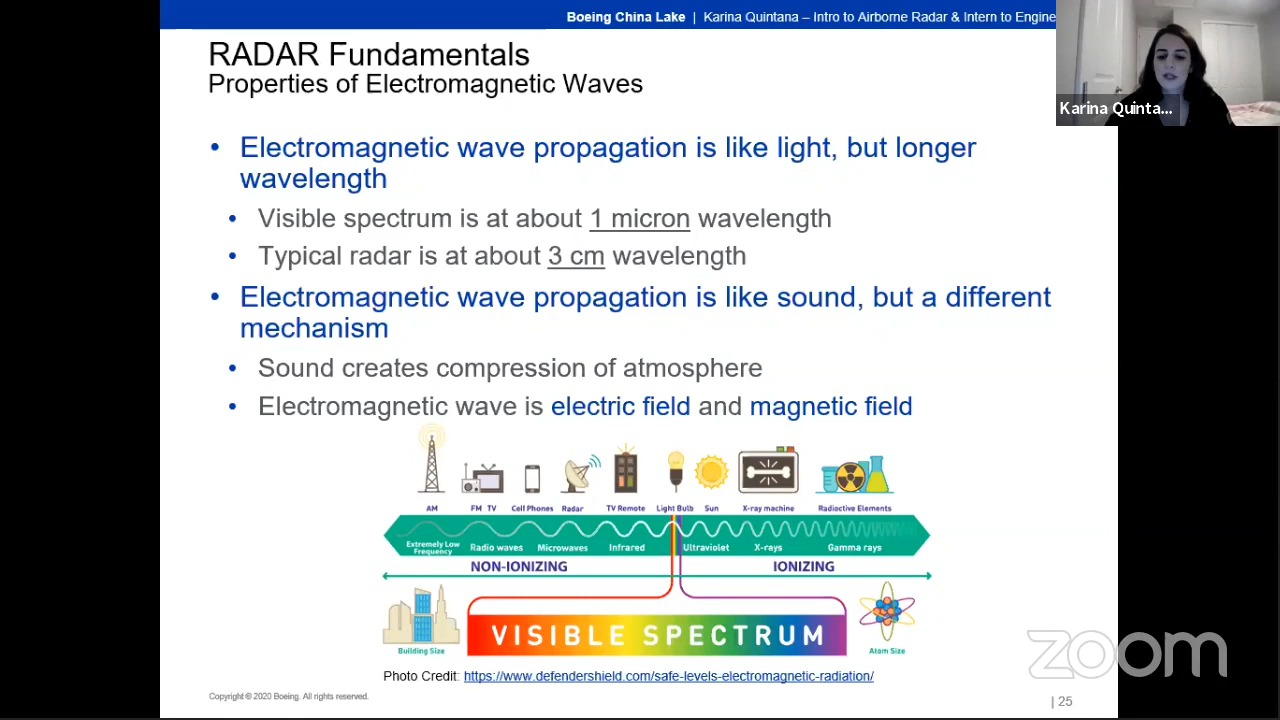 Boeing China Lake | Karina Quintana – Intro to Airborne Radar & Intern to Engine
Karina Quinta...
RADAR Fundamentals
Properties of Electromagnetic Waves
• Electromagnetic wave propagation is like light, but longer
wavelength
• Visible spectrum is at about 1 micron wavelength
• Typical radar is at about 3 cm wavelength
• Electromagnetic wave propagation is like sound, but a different
mechanism
• Sound creates compression of atmosphere
• Electromagnetic wave is electric field and magnetic field
AM FM TV Cell Phones Radar TV Remote Light Bulb Sun X-ray machine Radioctive Elements
Extremely Low
Frequency Radio waves Microwaves Infrared Ultraviolet X-rays Gamma rays
NON-IONIZING IONIZING
VISIBLE SPECTRUM
Building Size Atom Size
Photo Credit: https://www.defendershield.com/safe-levels-electromagnetic-radiation/
Copyright © 2020 Boeing. All rights reserved.
| 25
zoom